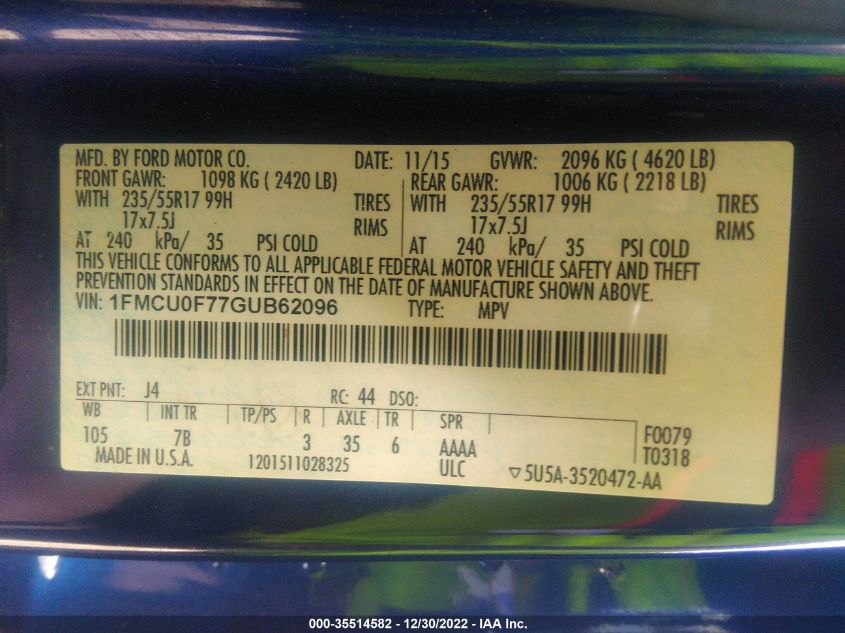 MFD. BY FORD MOTOR CO. DATE: 11/15 GVWR: 2096 KG ( 4620 LB)
FRONT GAWR: 1098 KG ( 2420 LB) REAR GAWR: 1006 KG ( 2218 LB)
WITH 235/55R17 99H TIRES WITH 235/55R17 99H TIRES
17x7.5J RIMS 17x7.5J RIMS
AT 240 kPa/ 35 PSI COLD AT 240 kPa/ 35 PSI COLD
THIS VEHICLE CONFORMS TO ALL APPLICABLE FEDERAL MOTOR VEHICLE SAFETY AND THEFT
PREVENTION STANDARDS IN EFFECT ON THE DATE OF MANUFACTURE SHOWN ABOVE.
VIN: 1FMCU0F77GUB62096 TYPE: MPV
EXT PNT: J4 RC: 44 DSO:
WB INT TR TP/PS R AXLE TR SPR
105 7B 3 35 6 AAAA F0079
MADE IN U.S.A. 1201511028325 ULC ▽5U5A-3520472-AA T0318
000-35514582 - 12/30/2022 - IAA Inc.